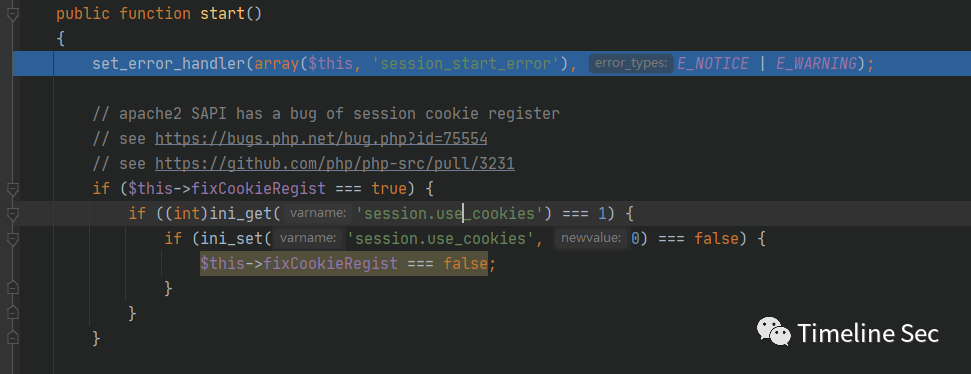 public function start()
{
set_error_handler(array($this, 'session_start_error'), error_types: E_NOTICE | E_WARNING);
// apache2 SAPI has a bug of session cookie register
// see https://bugs.php.net/bug.php?id=75554
// see https://github.com/php/php-src/pull/3231
if ($this->fixCookieRegist === true) {
if ((int)ini_get( varname: 'session.use_cookies') === 1) {
if (ini_set( varname: 'session.use_cookies', newvalue: 0) === false) {
$this->fixCookieRegist === false;
}
}
}
Timeline Sec